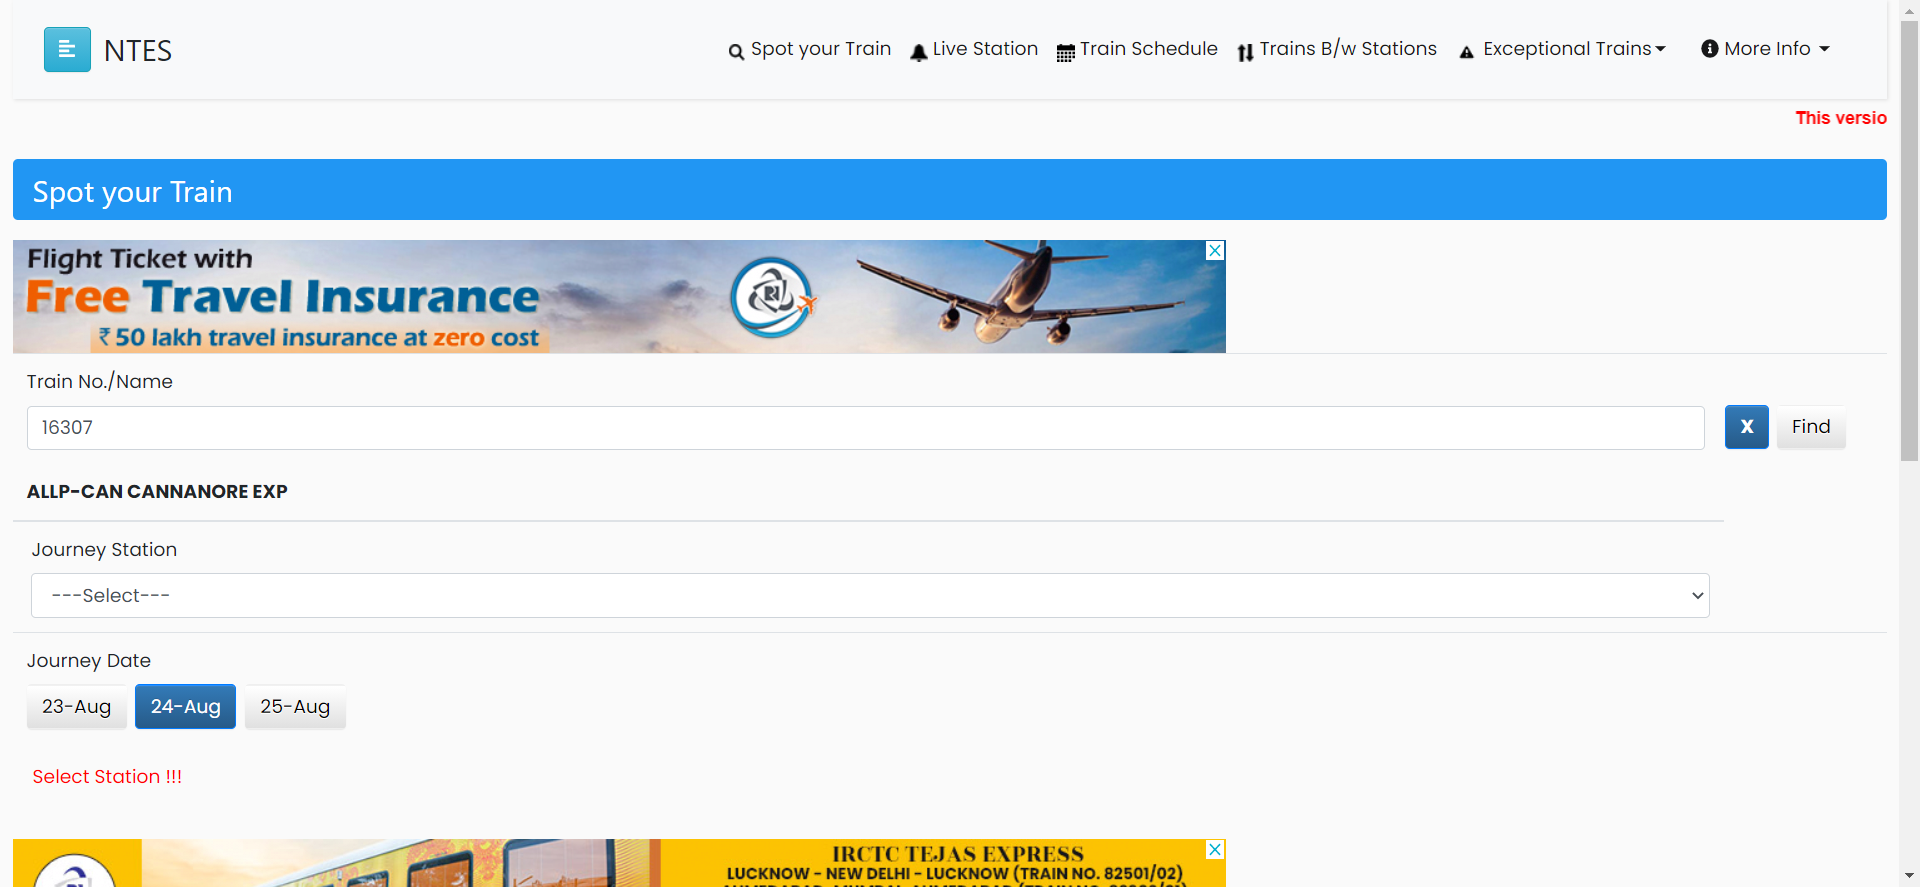 NTES
Spot your Train
Live Station
Train Schedule
Trains B/w Stations
Exceptional Trains
More Info
This versio
Spot your Train
Flight Ticket with
Free Travel Insurance
₹ 50 lakh travel insurance at zero cost
Train No./Name
16307
X
Find
ALLP-CAN CANNANORE EXP
Journey Station
---Select---
Journey Date
23-Aug
24-Aug
25-Aug
Select Station !!!
IRCTC TEJAS EXPRESS
LUCKNOW - NEW DELHI - LUCKNOW (TRAIN NO. 82501/02)